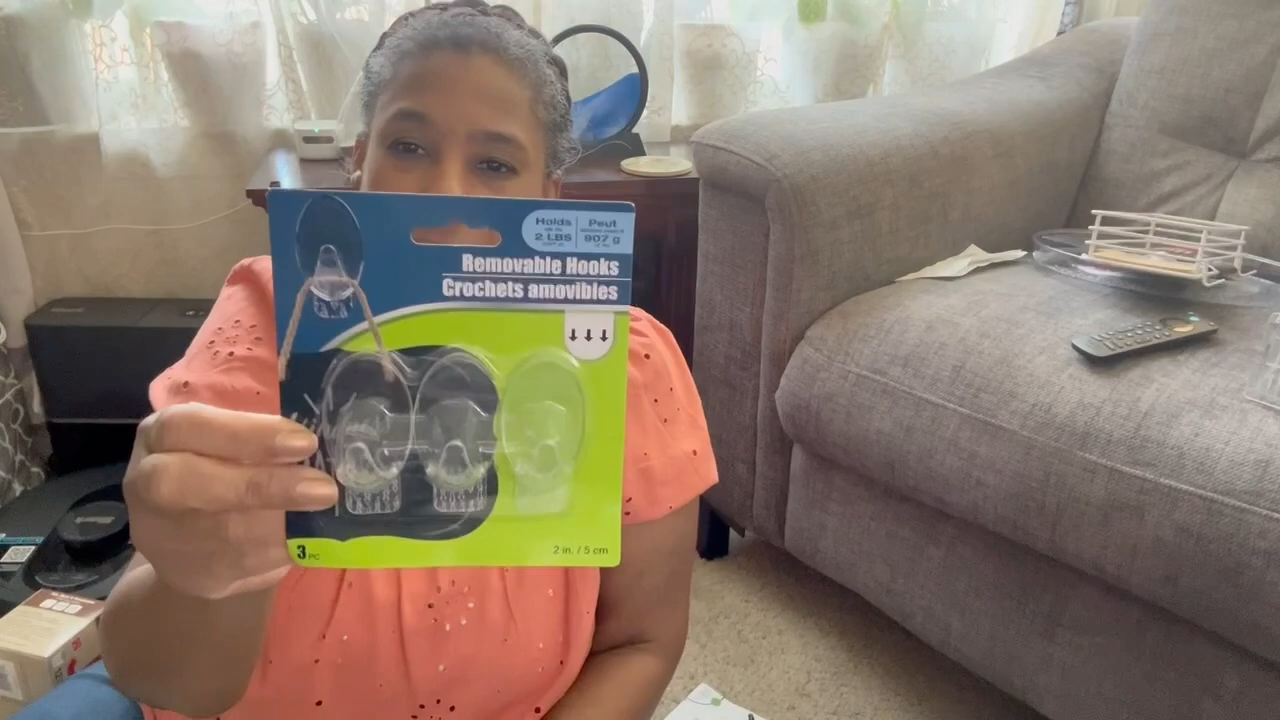 Holds
2 LBS
Peut
907 g
Removable Hooks
Crochets amovibles
3 PC
2 in. / 5 cm